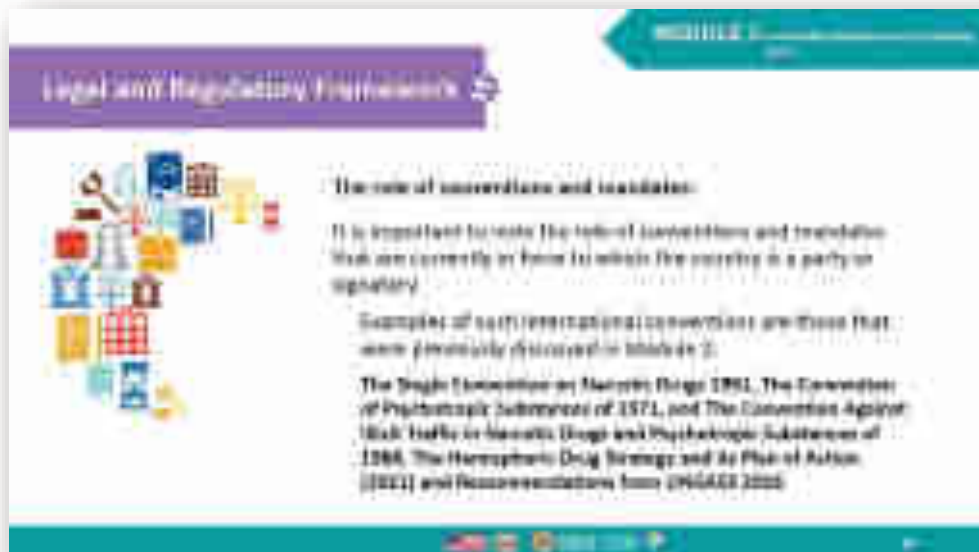 MODULE
Legal and Regulatory Framework
The role of conventions and mandates:
It is important to note the role of conventions and mandates
that are currently in force to which the country is a party or
signatory
Examples of such international conventions are those that
were previously discussed in Module 2:
The Single Convention on Narcotic Drugs 1961, The Convention
of Psychotropic Substances of 1971, and The Convention Against
Illicit Traffic in Narcotic Drugs and Psychotropic Substances of
1988, The Hemispheric Drug Strategy and its Plan of Action
(2021) and Recommendations from UNGASS 2016